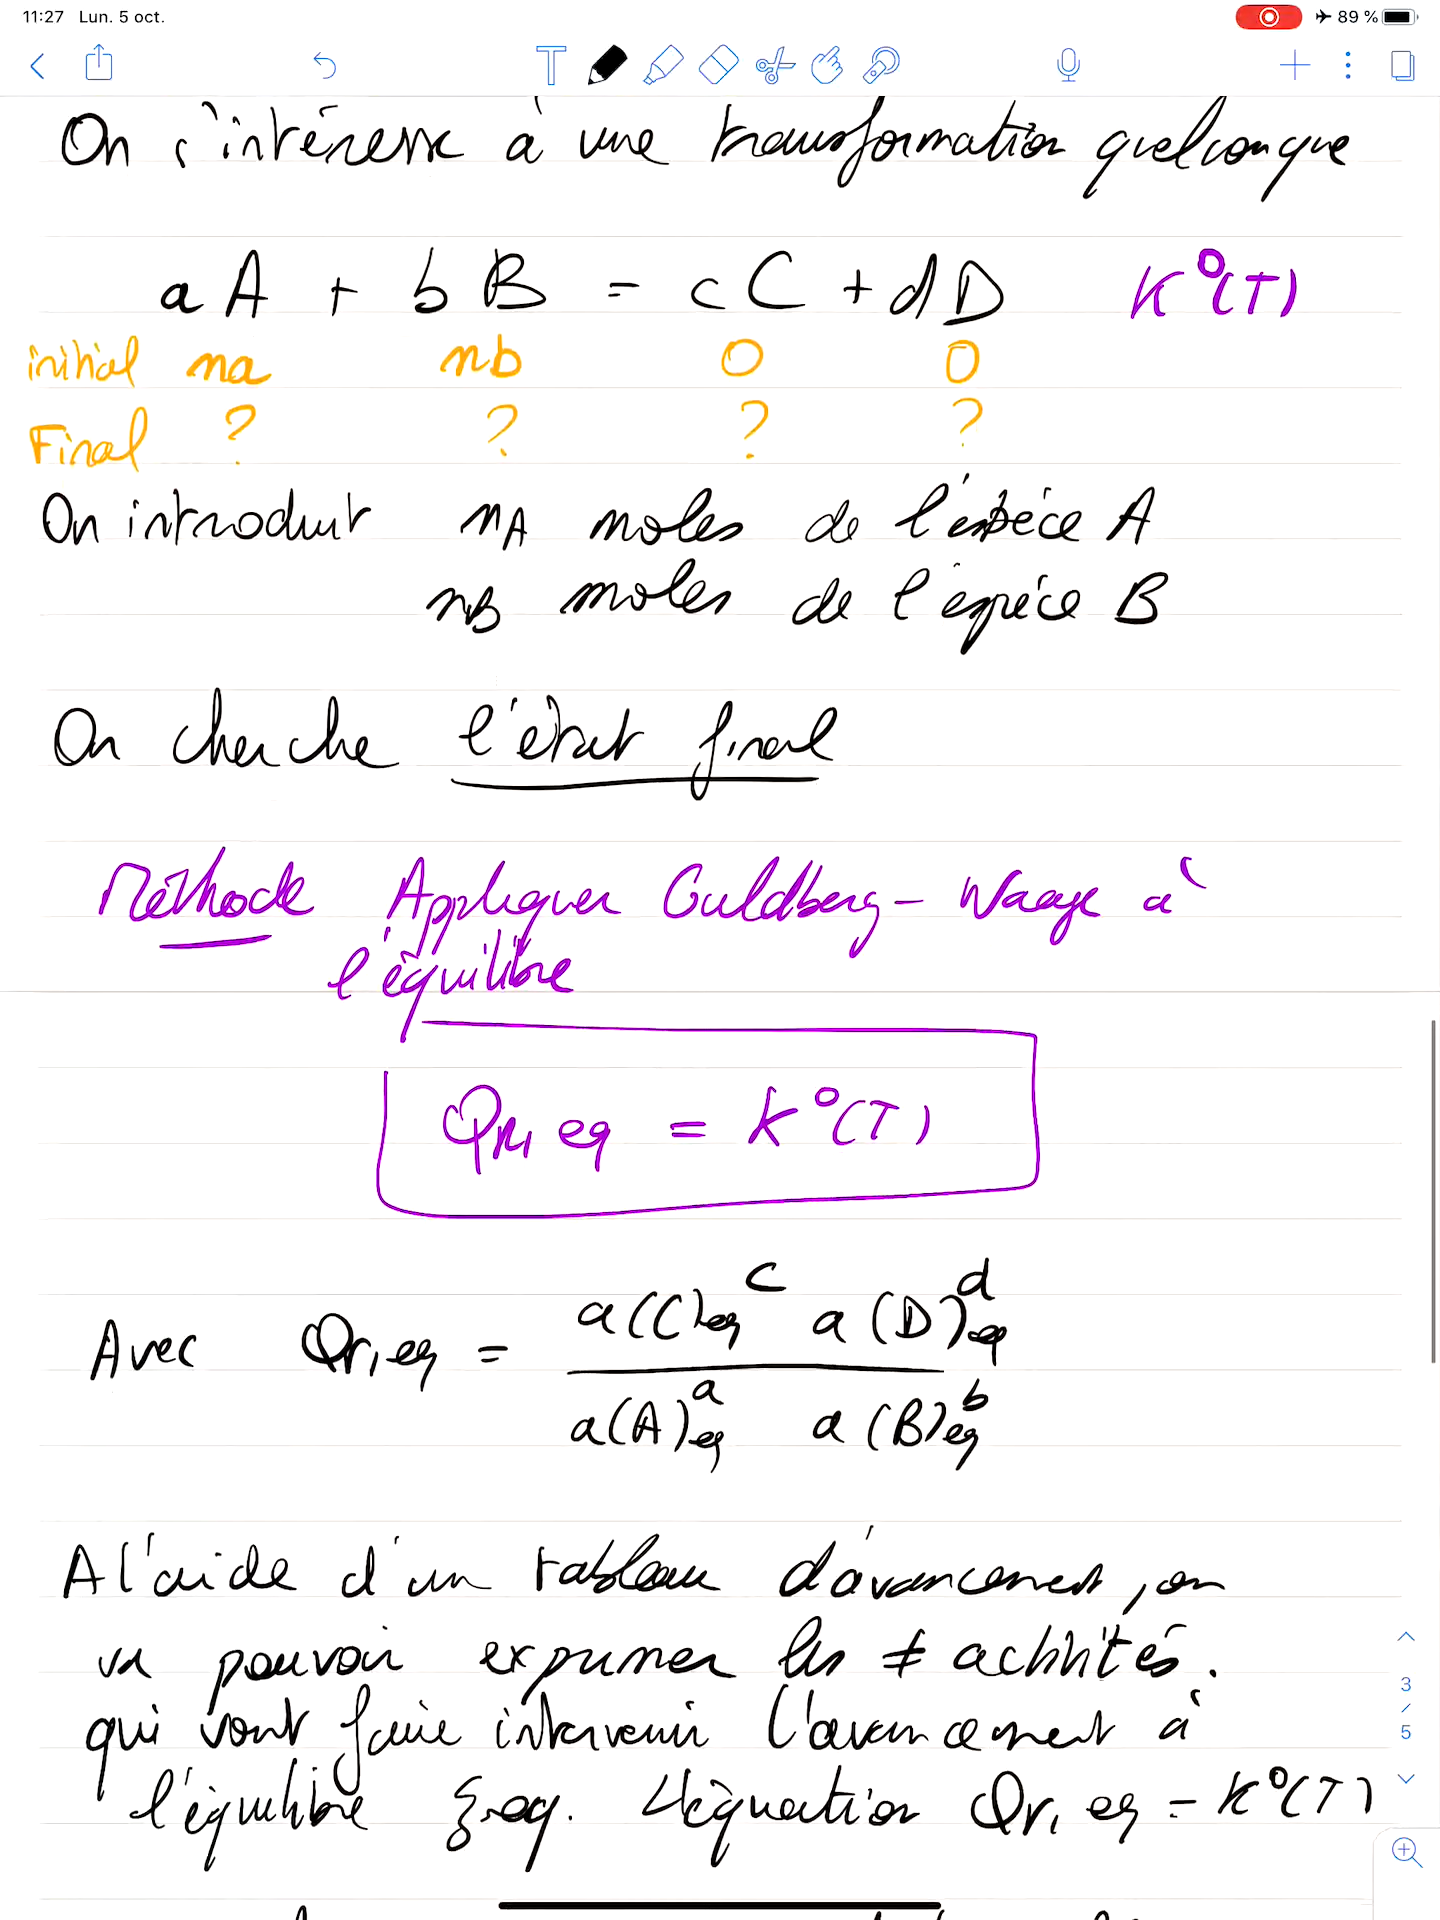 11:27 Lun. 5 oct. 89 %
On s'intéresse à une transformation quelconque
a A + b B = c C + d D K°(T)
initial na nb 0 0
Final ? ? ? ?
On introduit nA moles de l'espèce A
nB moles de l'espèce B
On cherche l'état final
Méthode Appliquer Guldberg - Waage à
l'équilibre
Qr, eq = K°(T)
a(C)eq^c a(D)eq^d
Avec Qr, eq =
a(A)eq^a a(B)eq^b
A l'aide d'un tableau d'avancement, on
va pouvoir exprimer les ≠ activités.
qui vont faire intervenir l'avancement à
3
/
5
l'équilibre ξeq. L'équation Qr, eq = K°(T)